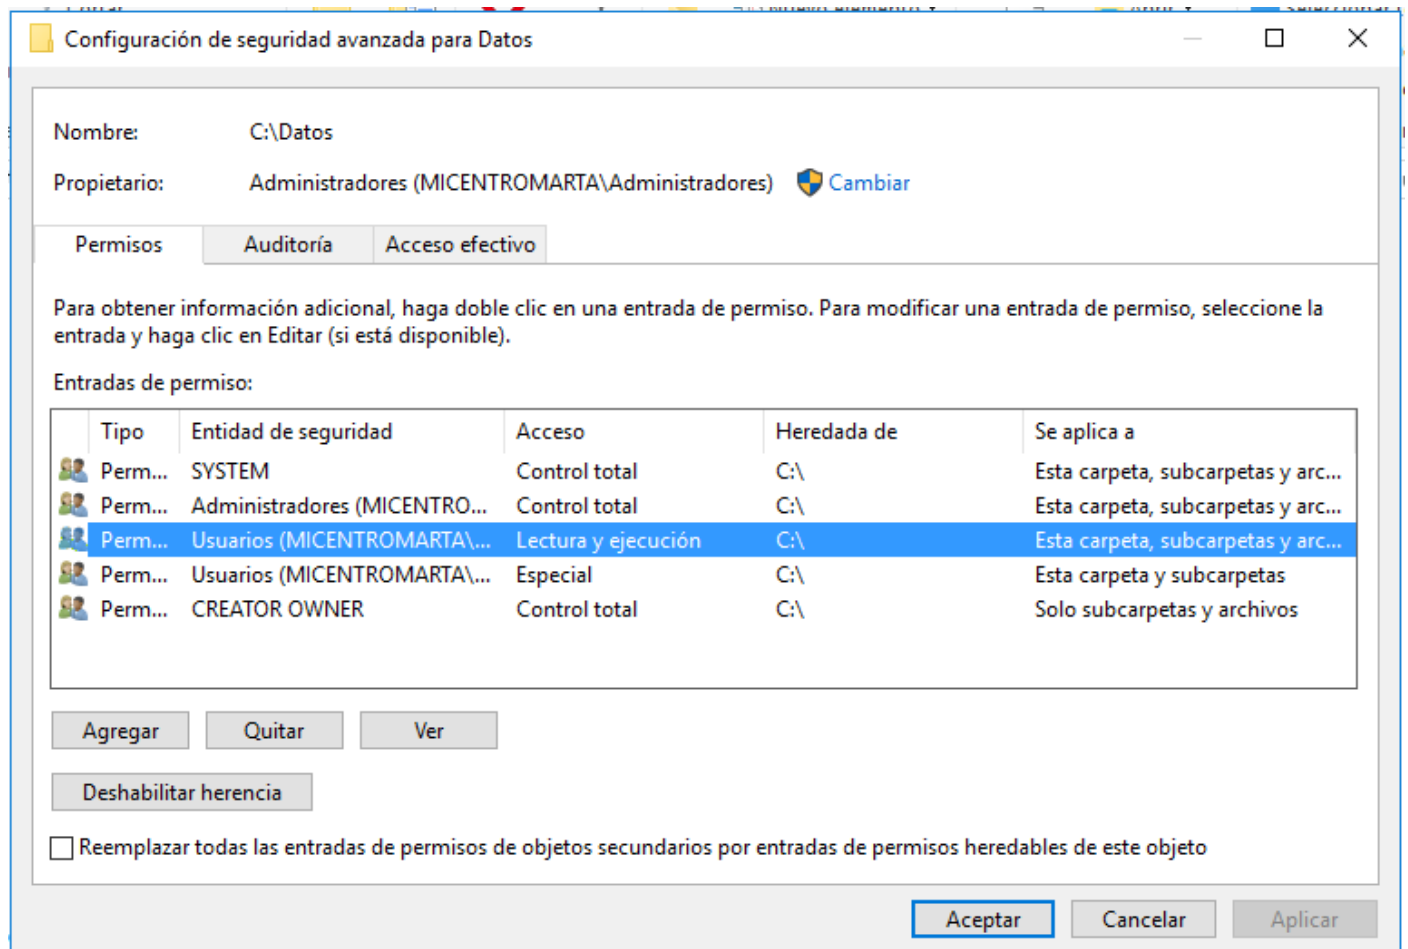 Configuración de seguridad avanzada para Datos
Nombre: C:\Datos
Propietario: Administradores (MICENTROMARTA\Administradores) Cambiar
Permisos Auditoría Acceso efectivo
Para obtener información adicional, haga doble clic en una entrada de permiso. Para modificar una entrada de permiso, seleccione la
entrada y haga clic en Editar (si está disponible).
Entradas de permiso:
Tipo Entidad de seguridad Acceso Heredada de Se aplica a
Perm... SYSTEM Control total C:\ Esta carpeta, subcarpetas y arc...
Perm... Administradores (MICENTRO... Control total C:\ Esta carpeta, subcarpetas y arc...
Perm... Usuarios (MICENTROMARTA\... Lectura y ejecución C:\ Esta carpeta, subcarpetas y arc...
Perm... Usuarios (MICENTROMARTA\... Especial C:\ Esta carpeta y subcarpetas
Perm... CREATOR OWNER Control total C:\ Solo subcarpetas y archivos
Agregar Quitar Ver
Deshabilitar herencia
Reemplazar todas las entradas de permisos de objetos secundarios por entradas de permisos heredables de este objeto
Aceptar Cancelar Aplicar